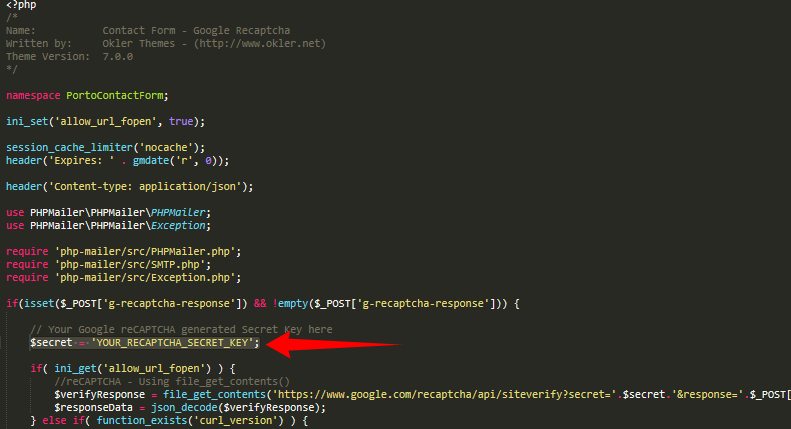 <?php
/*
Name:           Contact Form - Google Recaptcha
Written by:     Okler Themes - (http://www.okler.net)
Theme Version:  7.0.0
*/
namespace PortoContactForm;
ini_set('allow_url_fopen', true);
session_cache_limiter('nocache');
header('Expires: ' . gmdate('r', 0));
header('Content-type: application/json');
use PHPMailer\PHPMailer\PHPMailer;
use PHPMailer\PHPMailer\Exception;
require 'php-mailer/src/PHPMailer.php';
require 'php-mailer/src/SMTP.php';
require 'php-mailer/src/Exception.php';
if(isset($_POST['g-recaptcha-response']) && !empty($_POST['g-recaptcha-response'])) {
    // Your Google reCAPTCHA generated Secret Key here
    $secret = 'YOUR_RECAPTCHA_SECRET_KEY';
    if( ini_get('allow_url_fopen') ) {
        //reCAPTCHA - Using file_get_contents()
        $verifyResponse = file_get_contents('https://www.google.com/recaptcha/api/siteverify?secret='.$secret.'&response='.$_POST[
        $responseData = json_decode($verifyResponse);
    } else if( function_exists('curl_version') ) {